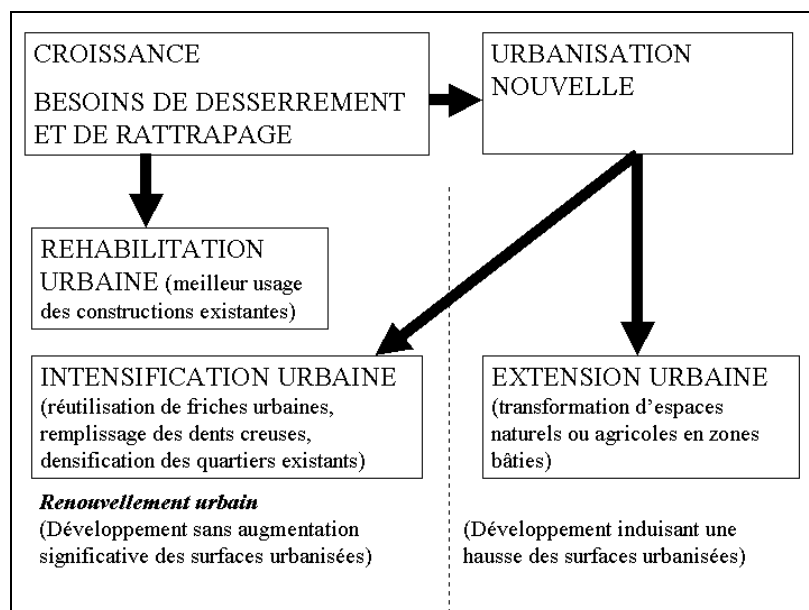 CROISSANCE
BESOINS DE DESSERREMENT
ET DE RATTRAPAGE
URBANISATION
NOUVELLE
REHABILITATION
URBAINE (meilleur usage
des constructions existantes)
INTENSIFICATION URBAINE
(réutilisation de friches urbaines,
remplissage des dents creuses,
densification des quartiers existants)
EXTENSION URBAINE
(transformation d’espaces
naturels ou agricoles en zones
bâties)
Renouvellement urbain
(Développement sans augmentation
significative des surfaces urbanisées)
(Développement induisant une
hausse des surfaces urbanisées)